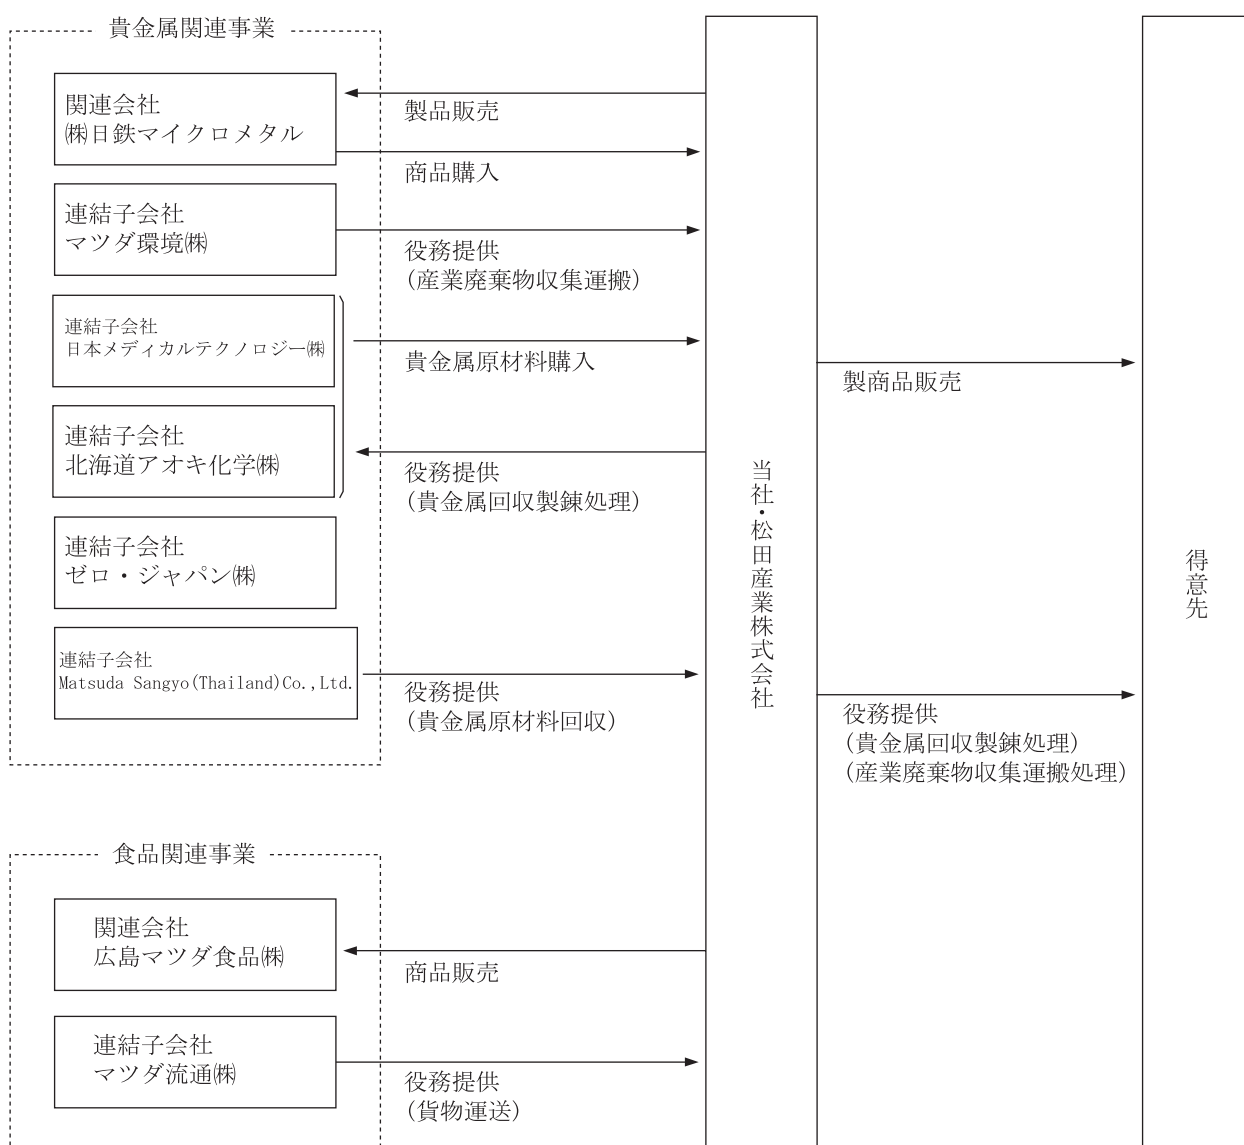 貴金属関連事業
関連会社
㈱日鉄マイクロメタル
製品販売
商品購入
連結子会社
マツダ環境㈱
役務提供
(産業廃棄物収集運搬)
連結子会社
日本メディカルテクノロジー㈱
貴金属原材料購入
連結子会社
北海道アオキ化学㈱
役務提供
(貴金属回収製錬処理)
連結子会社
ゼロ・ジャパン㈱
連結子会社
Matsuda Sangyo(Thailand)Co.,Ltd.
役務提供
(貴金属原材料回収)
食品関連事業
関連会社
広島マツダ食品㈱
商品販売
連結子会社
マツダ流通㈱
役務提供
(貨物運送)
当社・松田産業株式会社
製商品販売
役務提供
(貴金属回収製錬処理)
(産業廃棄物収集運搬処理)
得意先